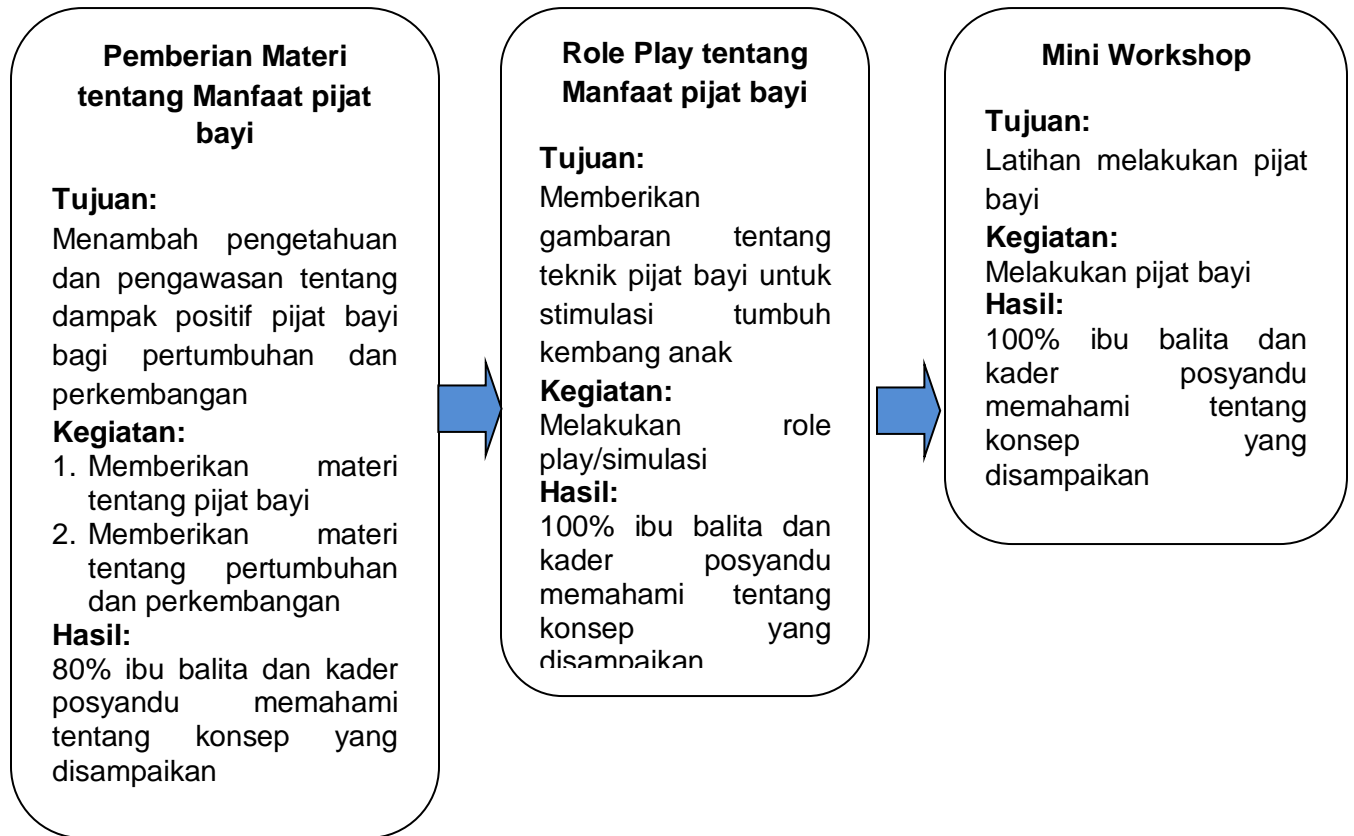 Pemberian Materi
tentang Manfaat pijat
bayi
Tujuan:
Menambah pengetahuan
dan pengawasan tentang
dampak positif pijat bayi
bagi pertumbuhan dan
perkembangan
Kegiatan:
1. Memberikan materi
tentang pijat bayi
2. Memberikan materi
tentang pertumbuhan
dan perkembangan
Hasil:
80% ibu balita dan kader
posyandu memahami
tentang konsep yang
disampaikan
Role Play tentang
Manfaat pijat bayi
Tujuan:
Memberikan
gambaran tentang
teknik pijat bayi untuk
stimulasi tumbuh
kembang anak
Kegiatan:
Melakukan role
play/simulasi
Hasil:
100% ibu balita dan
kader posyandu
memahami tentang
konsep yang
disampaikan
Mini Workshop
Tujuan:
Latihan melakukan pijat
bayi
Kegiatan:
Melakukan pijat bayi
Hasil:
100% ibu balita dan
kader posyandu
memahami tentang
konsep yang
disampaikan